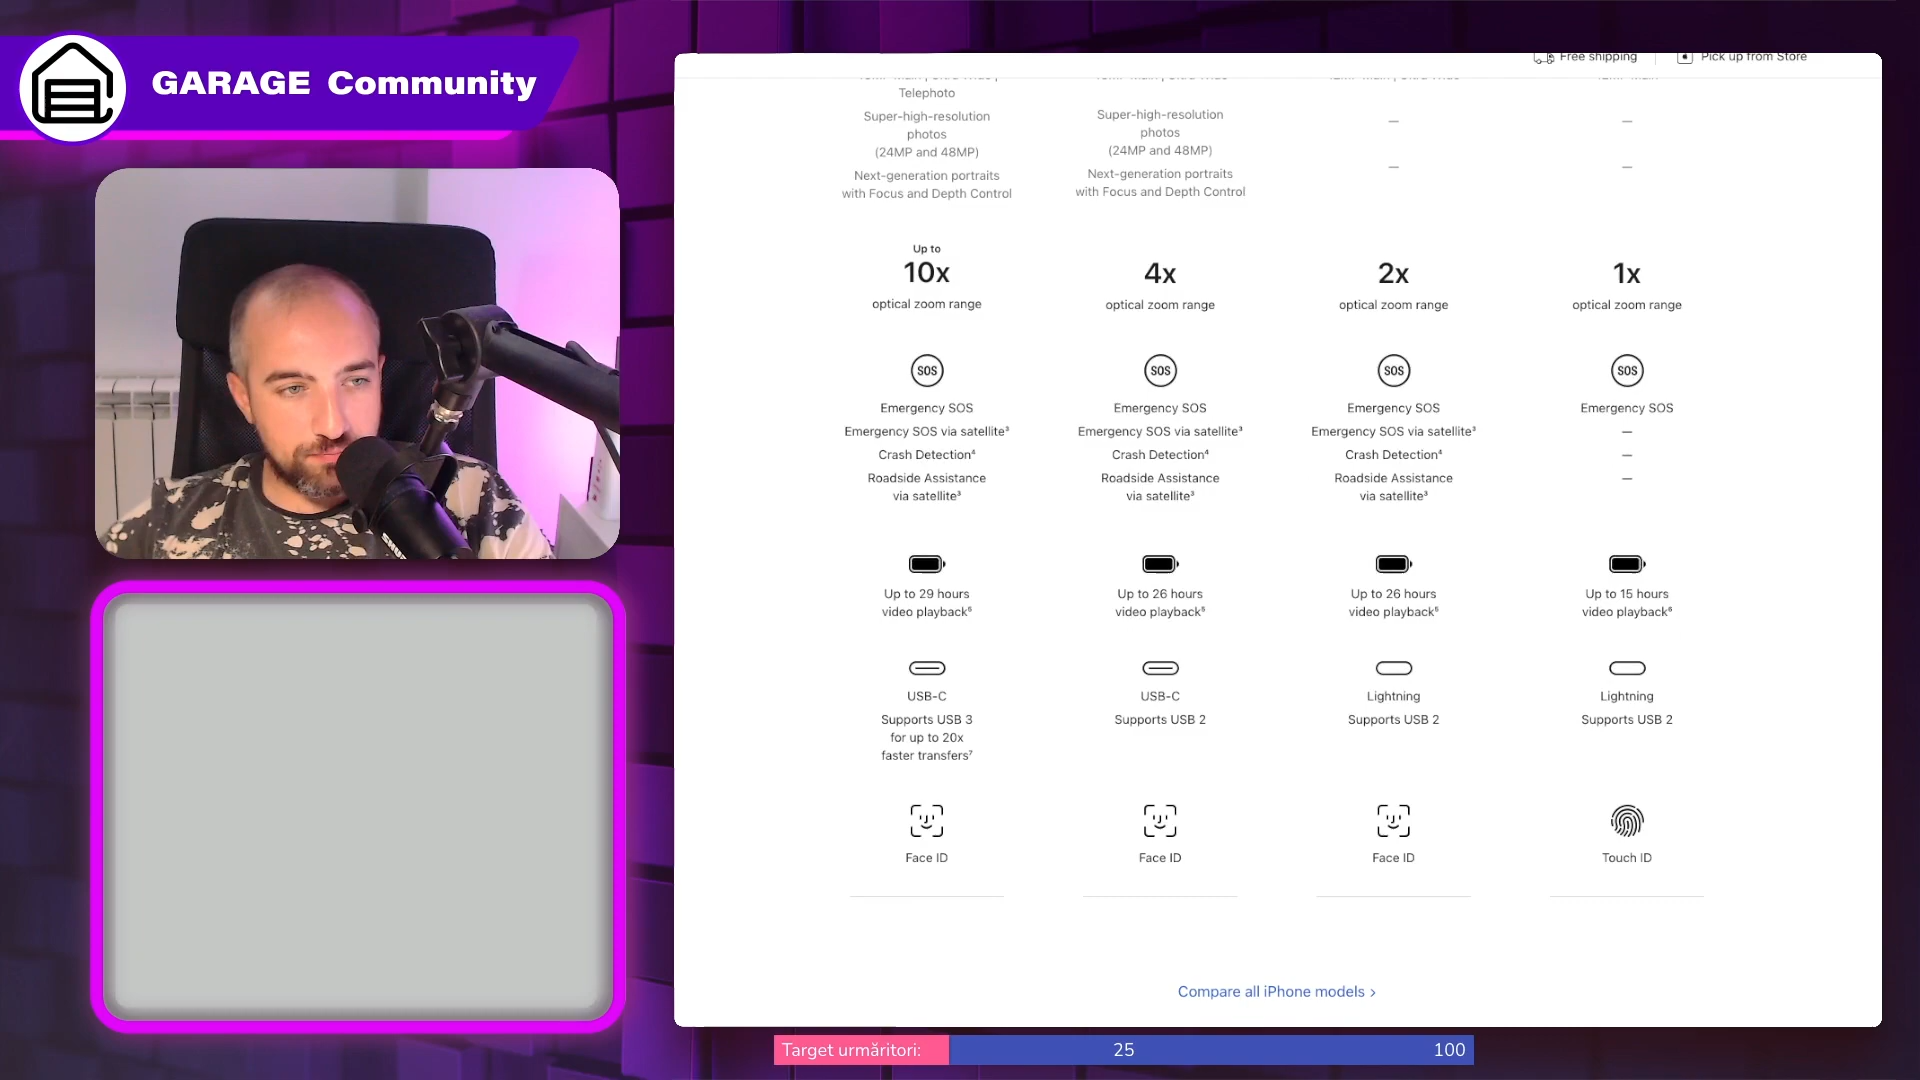 GARAGE Community
Free shipping
Pick up from Store
Telephoto
Super-high-resolution
photos
(24MP and 48MP)
Next-generation portraits
with Focus and Depth Control
Super-high-resolution
photos
(24MP and 48MP)
Next-generation portraits
with Focus and Depth Control
—
—
—
—
Up to
10x
optical zoom range
4x
optical zoom range
2x
optical zoom range
1x
optical zoom range
SOS
Emergency SOS
Emergency SOS via satellite³
Crash Detection⁴
Roadside Assistance
via satellite³
SOS
Emergency SOS
Emergency SOS via satellite³
Crash Detection⁴
Roadside Assistance
via satellite³
SOS
Emergency SOS
Emergency SOS via satellite³
Crash Detection⁴
Roadside Assistance
via satellite³
SOS
Emergency SOS
—
—
—
Up to 29 hours
video playback⁶
Up to 26 hours
video playback⁵
Up to 26 hours
video playback⁶
Up to 15 hours
video playback⁶
USB-C
Supports USB 3
for up to 20x
faster transfers⁷
USB-C
Supports USB 2
Lightning
Supports USB 2
Lightning
Supports USB 2
Face ID
Face ID
Face ID
Touch ID
Compare all iPhone models >
Target urmăritori:
25
100